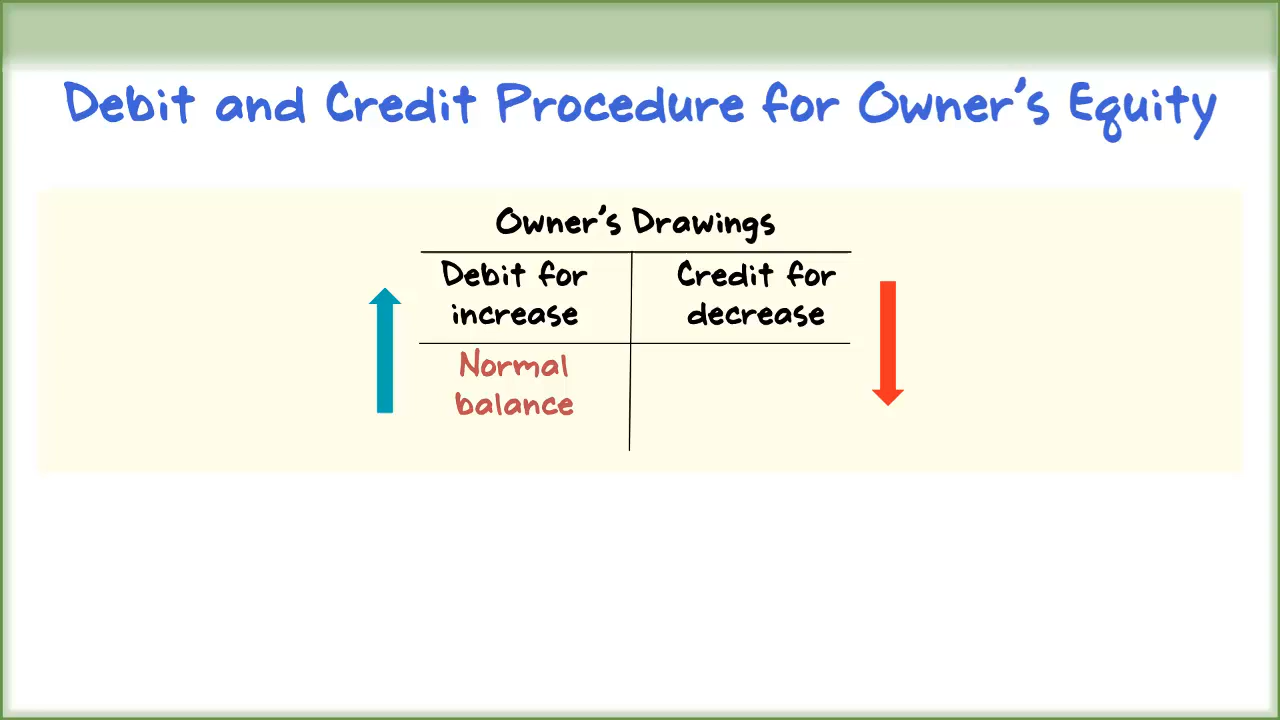 Debit and Credit Procedure for Owner's Equity
Owner's Drawings
Debit for
increase
Credit for
decrease
Normal
balance